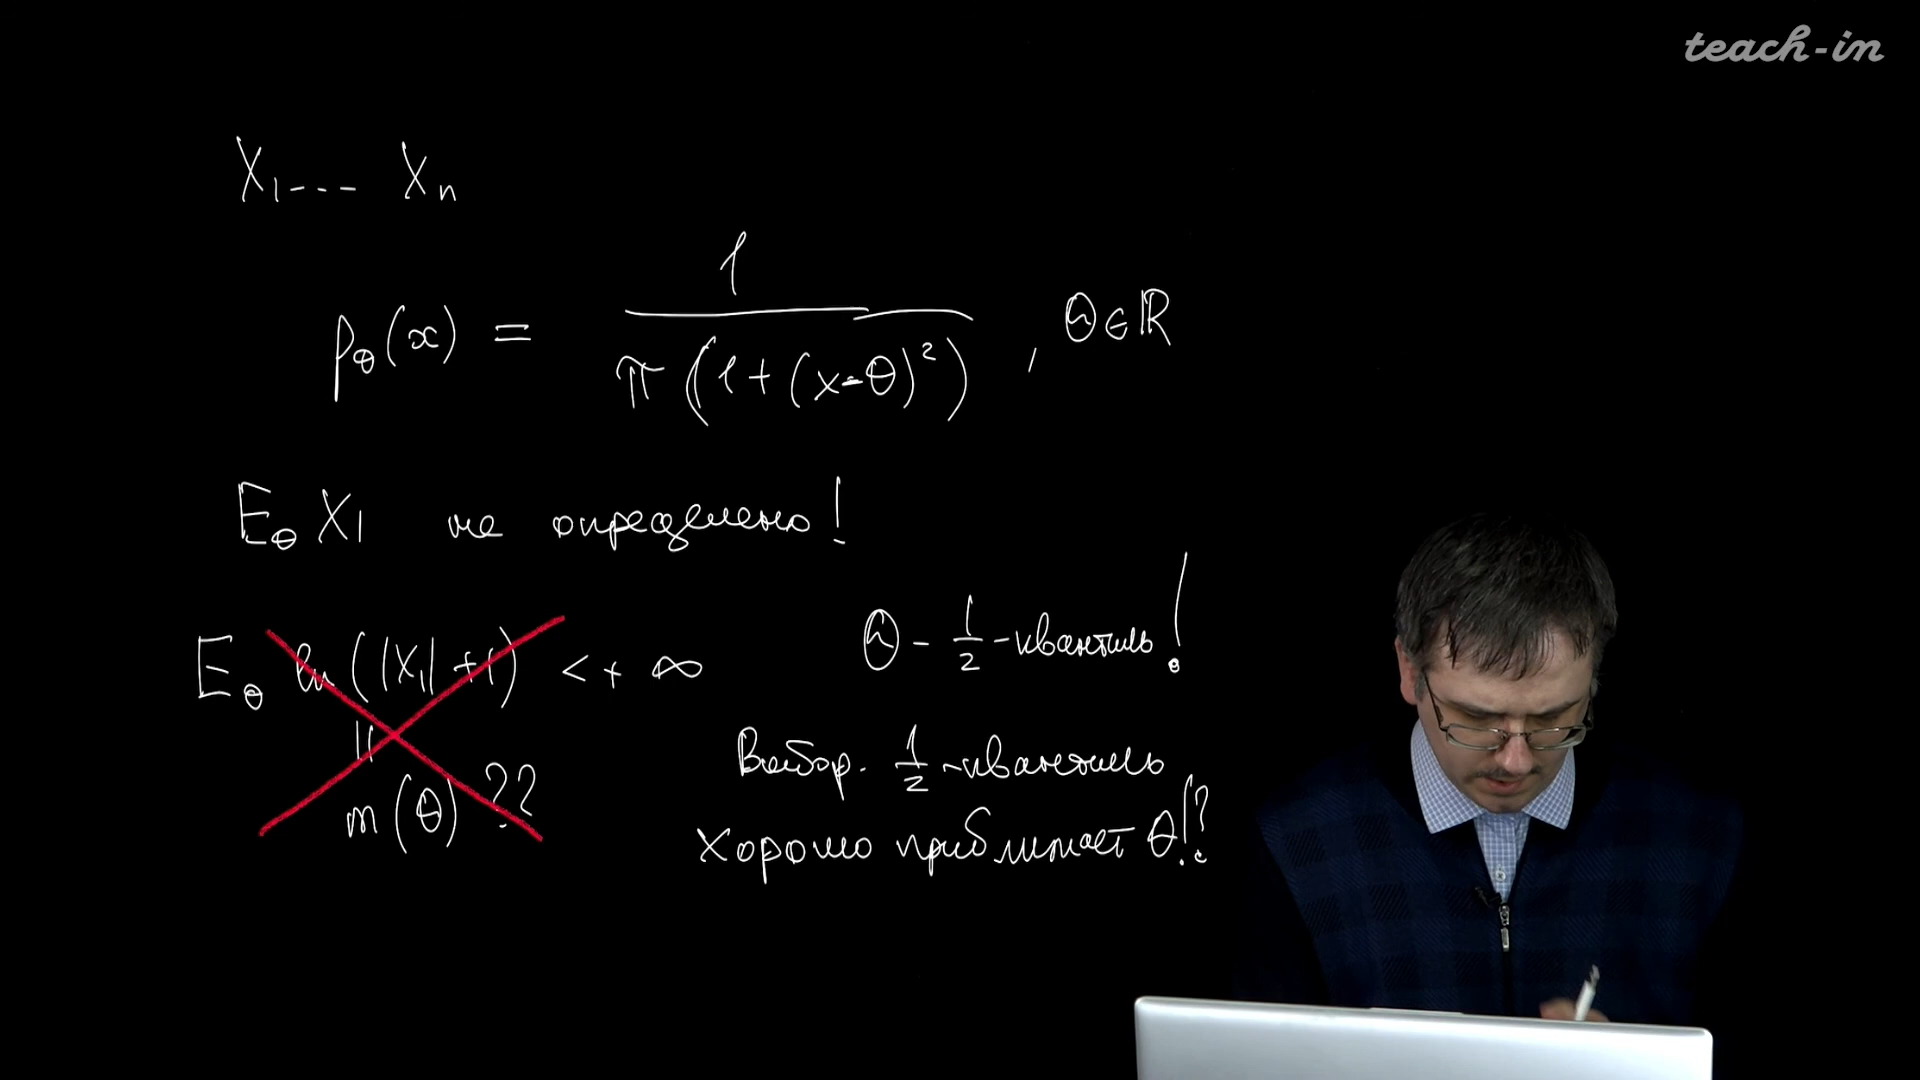 teach-in
X₁--- Xₙ
p_θ(x) = 1 / π(1+(x-θ)²) , θ∈ℝ
E_θ X₁ не определено!
E_θ ln(|X₁|+1) < + ∞
θ - 1/2 -квантиль!
||
m(θ) ??
Выбор. 1/2 -квантиль
хорошо приближает θ!?